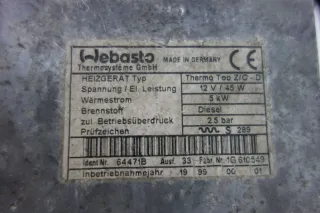 Webasto MADE IN GERMANY CE
Thermosysteme GmbH
HEIZGERÄT Typ Thermo Top Z/C - D
Spannung / El. Leistung 12 V / 45 W
Wärmestrom 5 kW
Brennstoff Diesel
zul. Betriebsüberdruck 2.5 bar
Prüfzeichen S 289
Ident Nr. 64471B Ausf. 33 Fabr. Nr. 1G 610549
Inbetriebnahmejahr 19 99 00 01